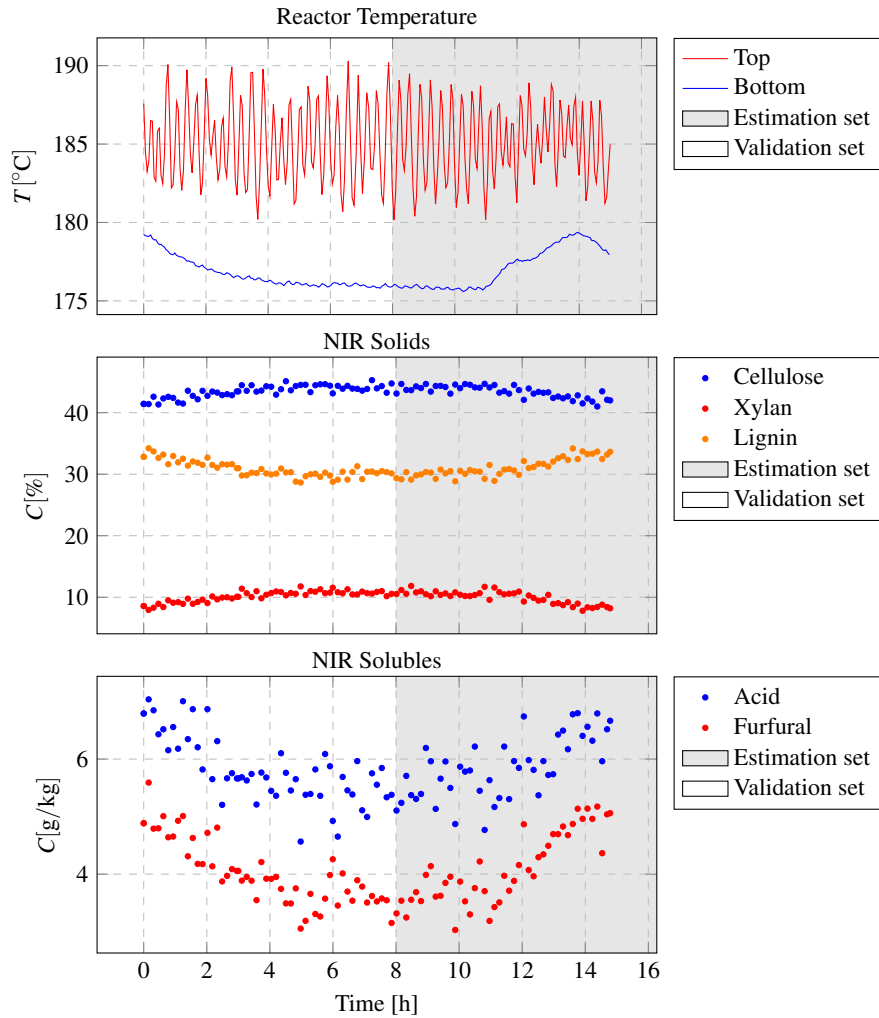 Reactor Temperature
190
185
180
175
T [°C]
Top
Bottom
Estimation set
Validation set
NIR Solids
40
30
20
10
C[%]
Cellulose
Xylan
Lignin
Estimation set
Validation set
NIR Solubles
6
4
C[g/kg]
Acid
Furfural
Estimation set
Validation set
0 2 4 6 8 10 12 14 16
Time [h]